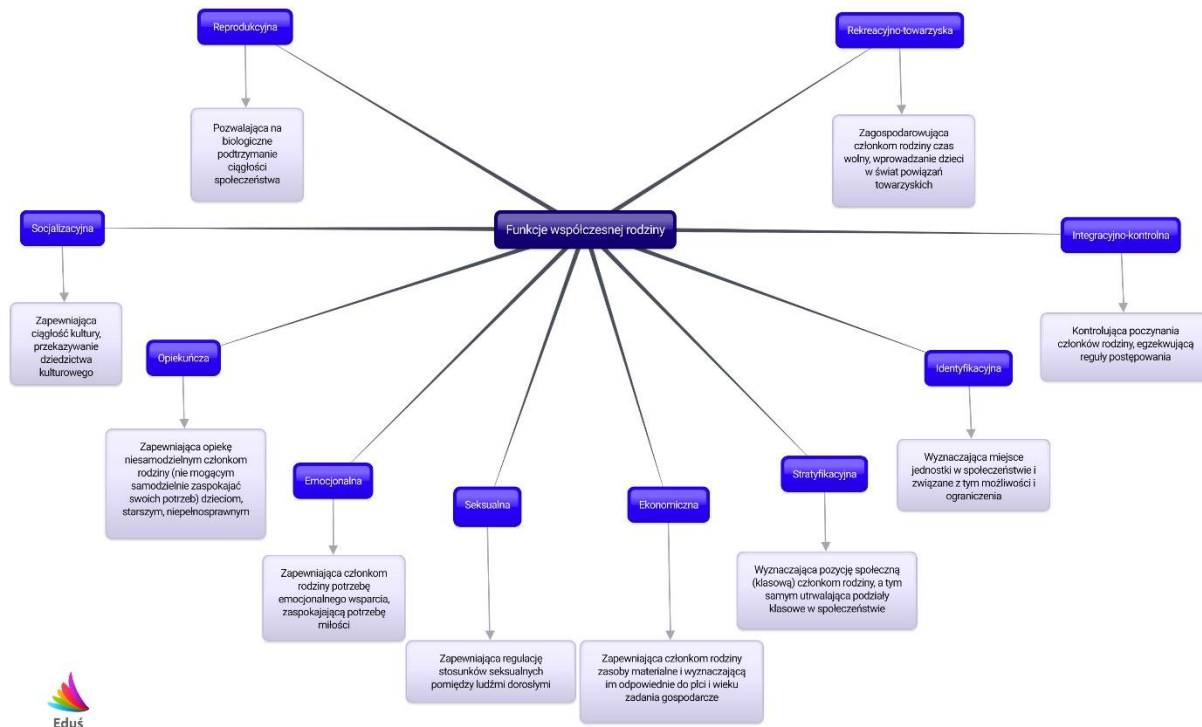 Reprodukcyjna
Rekreacyjno-towarzyska
Pozwalająca na
biologiczne
podtrzymanie
ciągłości
społeczeństwa
Zagospodarowująca
członkom rodziny czas
wolny, wprowadzanie dzieci
w świat powiązań
towarzyskich
Funkcje współczesnej rodziny
Socjalizacyjna
Integracyjno-kontrolna
Zapewniająca
ciągłość kultury,
przekazywanie
dziedzictwa
kulturowego
Kontrolująca poczynania
członków rodziny, egzekwującą
reguły postępowania
Opiekuńcza
Identyfikacyjna
Zapewniająca opiekę
niesamodzielnym członkom
rodziny (nie mogącym
samodzielnie zaspokajać
swoich potrzeb) dzieciom,
starszym, niepełnosprawnym
Wyznaczająca miejsce
jednostki w społeczeństwie i
związane z tym możliwości i
ograniczenia
Emocjonalna
Stratyfikacyjna
Seksualna
Ekonomiczna
Zapewniająca członkom
rodziny potrzebę
emocjonalnego wsparcia,
zaspokajającą potrzebę
miłości
Wyznaczająca pozycję społeczną
(klasową) członkom rodziny, a tym
samym utrwalająca podziały
klasowe w społeczeństwie
Zapewniająca regulację
stosunków seksualnych
pomiędzy ludźmi dorosłymi
Zapewniająca członkom rodziny
zasoby materialne i wyznaczającą
im odpowiednie do płci i wieku
zadania gospodarcze
Eduś